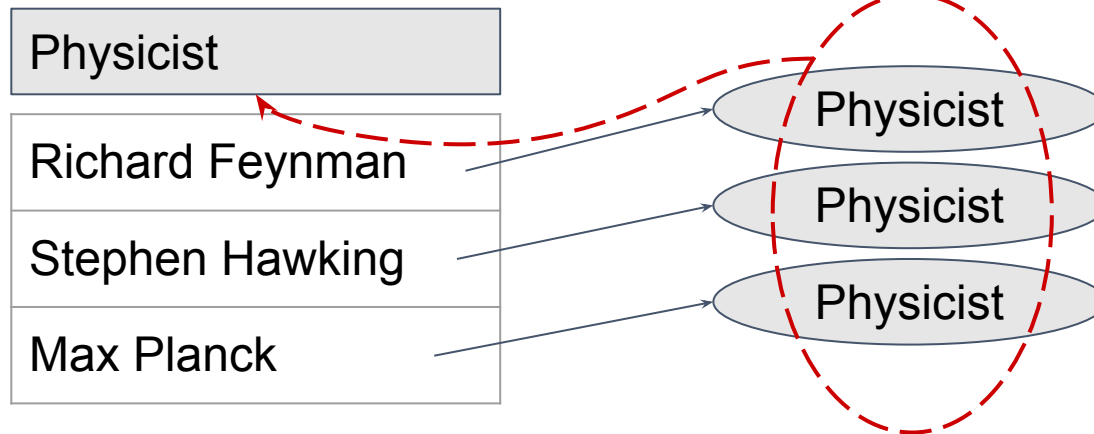 Physicist
Richard Feynman
Stephen Hawking
Max Planck
Physicist
Physicist
Physicist